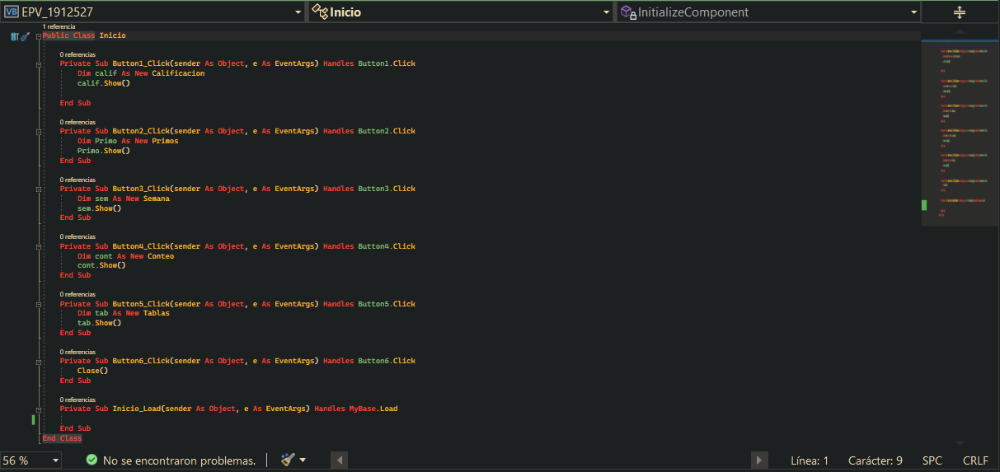 VB EPV_1912527 Inicio InitializeComponent
1 referencia
Public Class Inicio
0 referencias
Private Sub Button1_Click(sender As Object, e As EventArgs) Handles Button1.Click
Dim calif As New Calificacion
calif.Show()
End Sub
0 referencias
Private Sub Button2_Click(sender As Object, e As EventArgs) Handles Button2.Click
Dim Primo As New Primos
Primo.Show()
End Sub
0 referencias
Private Sub Button3_Click(sender As Object, e As EventArgs) Handles Button3.Click
Dim sem As New Semana
sem.Show()
End Sub
0 referencias
Private Sub Button4_Click(sender As Object, e As EventArgs) Handles Button4.Click
Dim cont As New Conteo
cont.Show()
End Sub
0 referencias
Private Sub Button5_Click(sender As Object, e As EventArgs) Handles Button5.Click
Dim tab As New Tablas
tab.Show()
End Sub
0 referencias
Private Sub Button6_Click(sender As Object, e As EventArgs) Handles Button6.Click
Close()
End Sub
0 referencias
Private Sub Inicio_Load(sender As Object, e As EventArgs) Handles MyBase.Load
End Sub
End Class
56 % No se encontraron problemas. Línea: 1 Carácter: 9 SPC CRLF